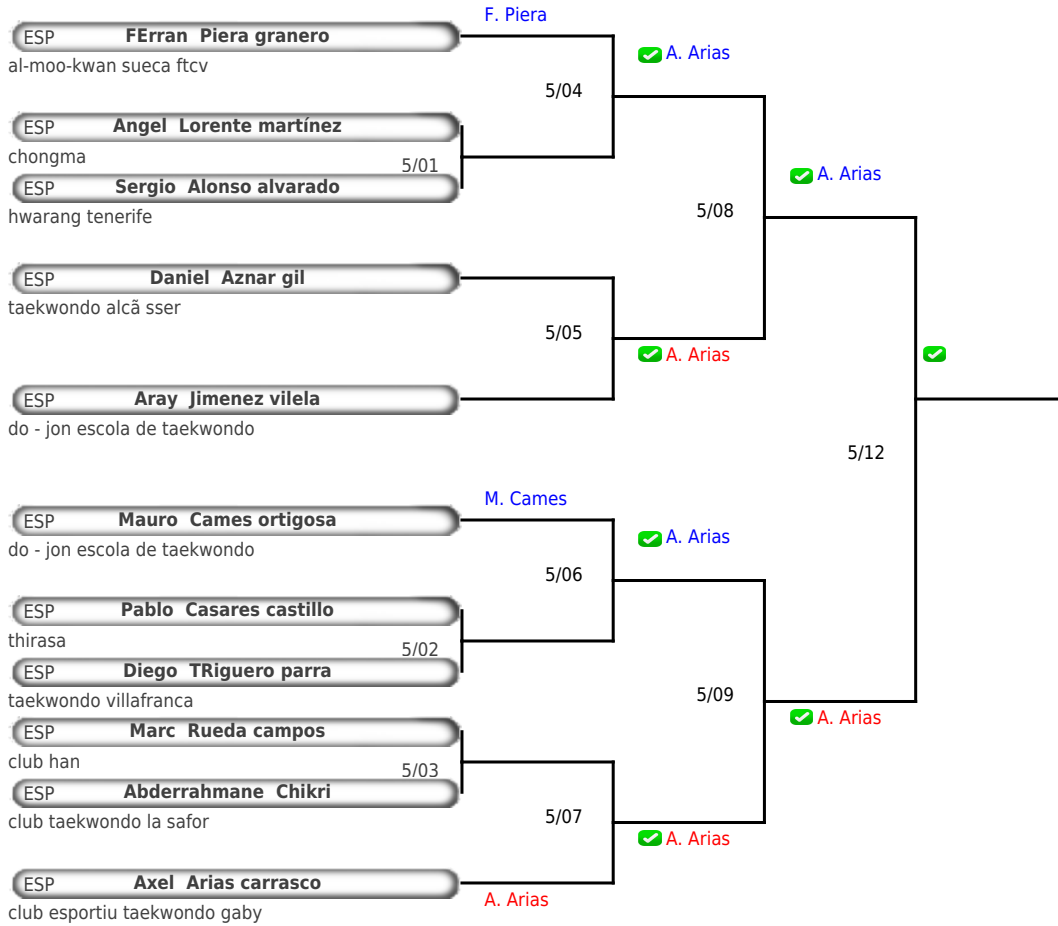 F. Piera
ESP FErran Piera granero
al-moo-kwan sueca ftcv
A. Arias
5/04
ESP Angel Lorente martínez
chongma
5/01
ESP Sergio Alonso alvarado
hwarang tenerife
A. Arias
5/08
ESP Daniel Aznar gil
taekwondo alcã sser
5/05
A. Arias
ESP Aray Jimenez vilela
do - jon escola de taekwondo
5/12
M. Cames
ESP Mauro Cames ortigosa
do - jon escola de taekwondo
A. Arias
5/06
ESP Pablo Casares castillo
thirasa
5/02
ESP Diego TRiguero parra
taekwondo villafranca
5/09
A. Arias
ESP Marc Rueda campos
club han
5/03
ESP Abderrahmane Chikri
club taekwondo la safor
5/07
A. Arias
ESP Axel Arias carrasco
A. Arias
club esportiu taekwondo gaby